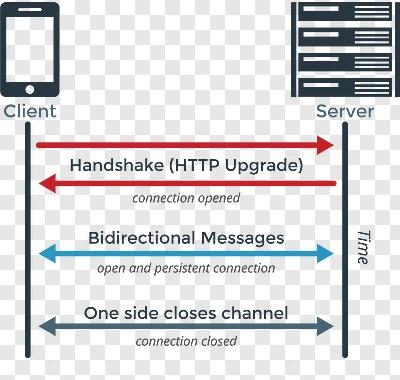 Client
Server
Handshake (HTTP Upgrade)
connection opened
Bidirectional Messages
open and persistent connection
Time
One side closes channel
connection closed